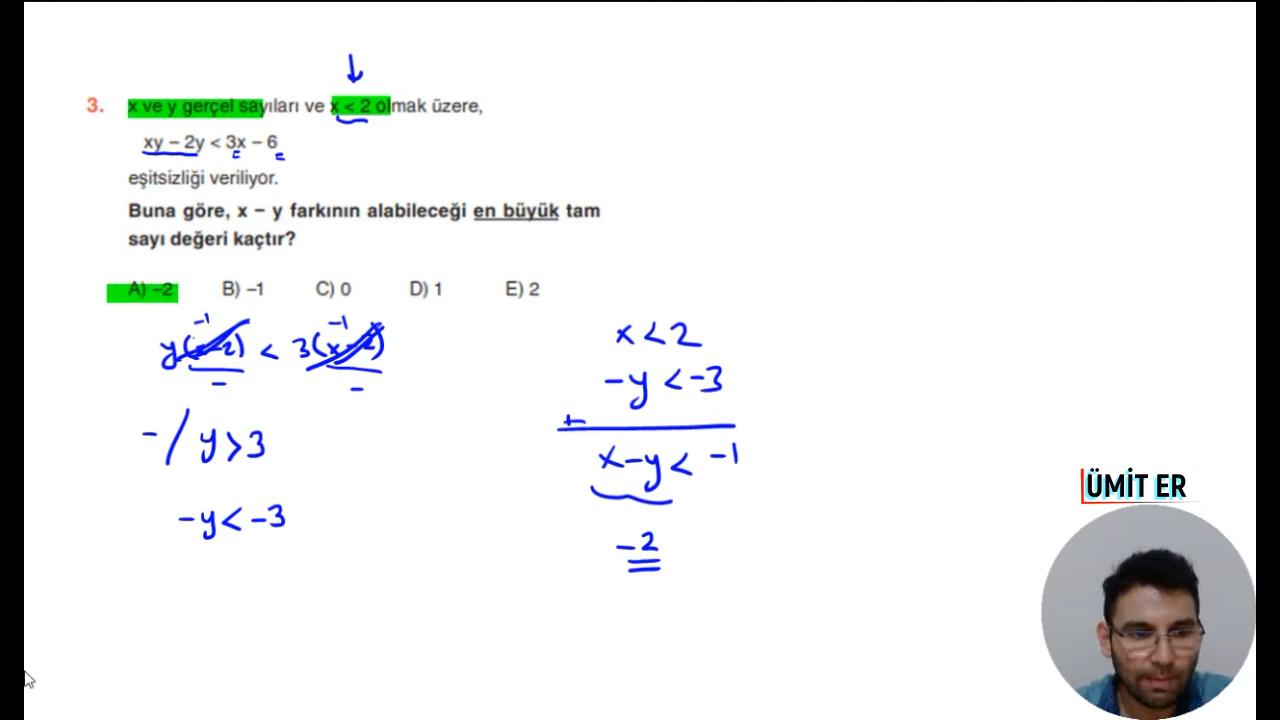 3. x ve y gerçel sayıları ve x < 2 olmak üzere,
xy – 2y < 3x – 6
eşitsizliği veriliyor.
Buna göre, x – y farkının alabileceği en büyük tam
sayı değeri kaçtır?
A) –2 B) –1 C) 0 D) 1 E) 2
-1 -1
y(x-2) < 3(x-2)
- -
-/ y>3
-y< -3
x<2
-y < -3
+
x-y< -1
-2
ÜMİT ER